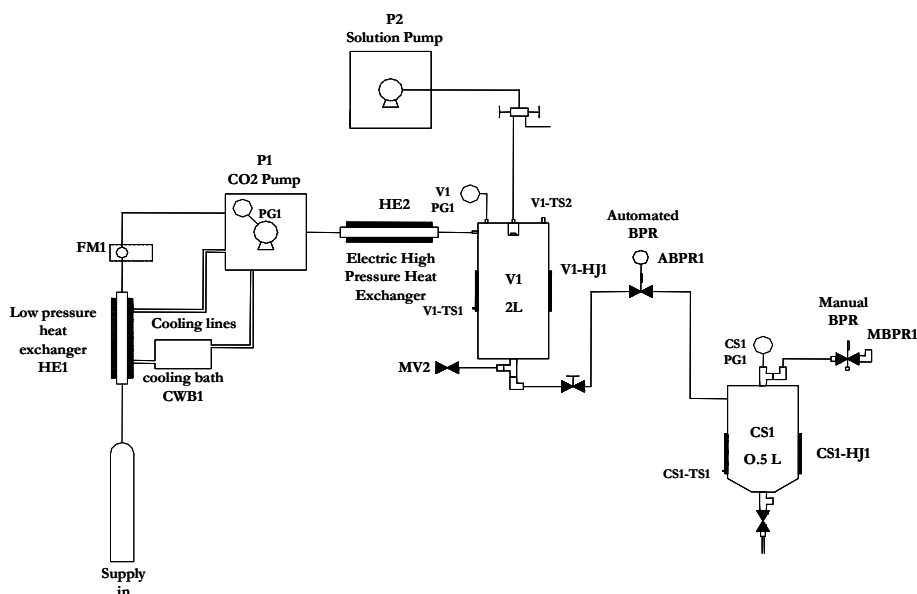 P2
Solution Pump
P1
CO2 Pump
PG1
FM1
HE2
Electric High
Pressure Heat
Exchanger
V1
PG1
V1-TS2
V1
2L
V1-HJ1
V1-TS1
MV2
Automated
BPR
ABPR1
Low pressure
heat
exchanger
HE1
Cooling lines
cooling bath
CWB1
Manual
BPR
MBPR1
CS1
PG1
CS1
O.5 L
CS1-HJ1
CS1-TS1
Supply
in